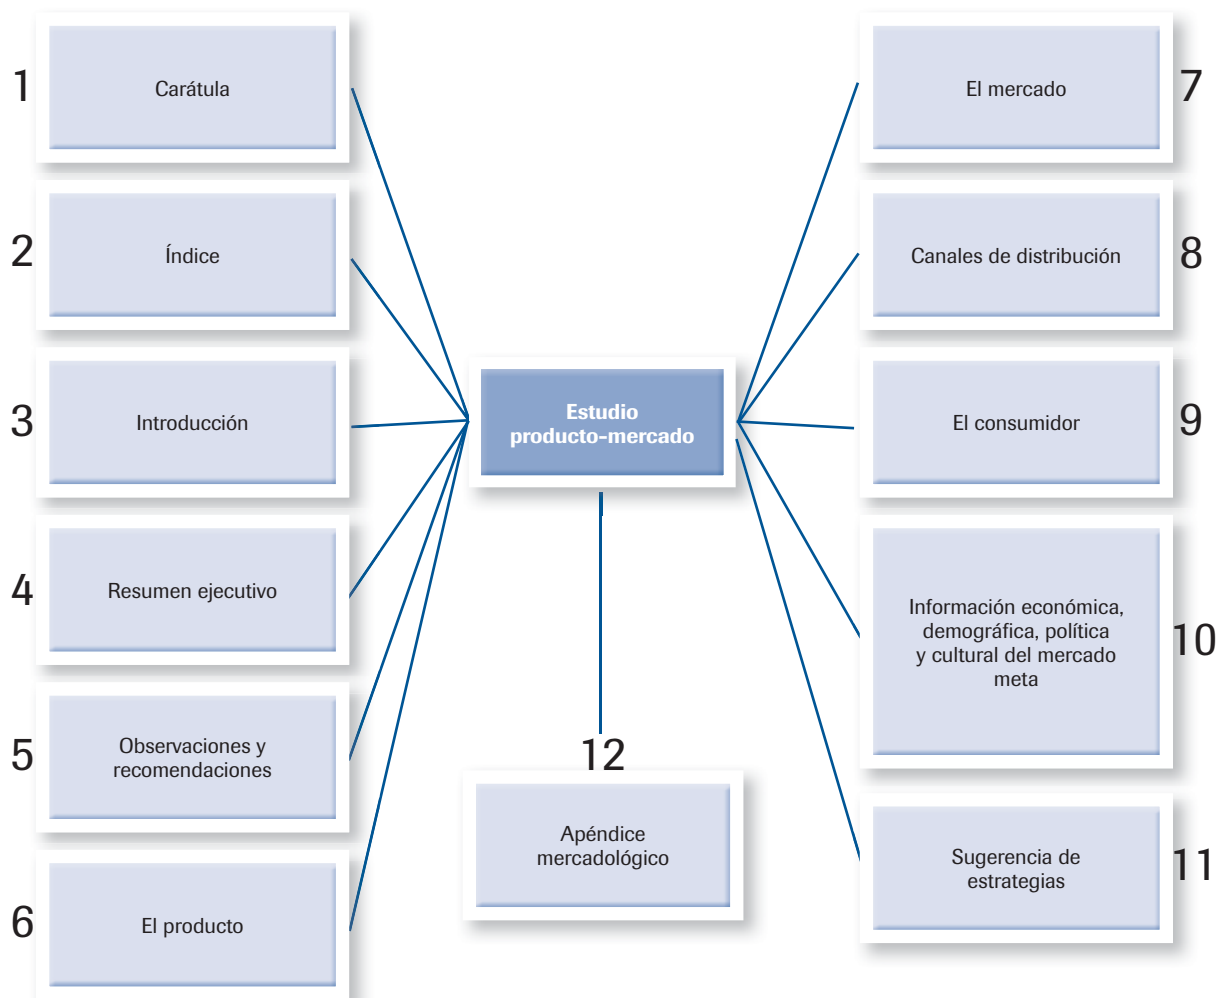 1
Carátula
2
Índice
3
Introducción
4
Resumen ejecutivo
5
Observaciones y
recomendaciones
6
El producto
Estudio
producto-mercado
12
Apéndice
mercadológico
7
El mercado
8
Canales de distribución
9
El consumidor
10
Información económica,
demográfica, política
y cultural del mercado
meta
11
Sugerencia de
estrategias